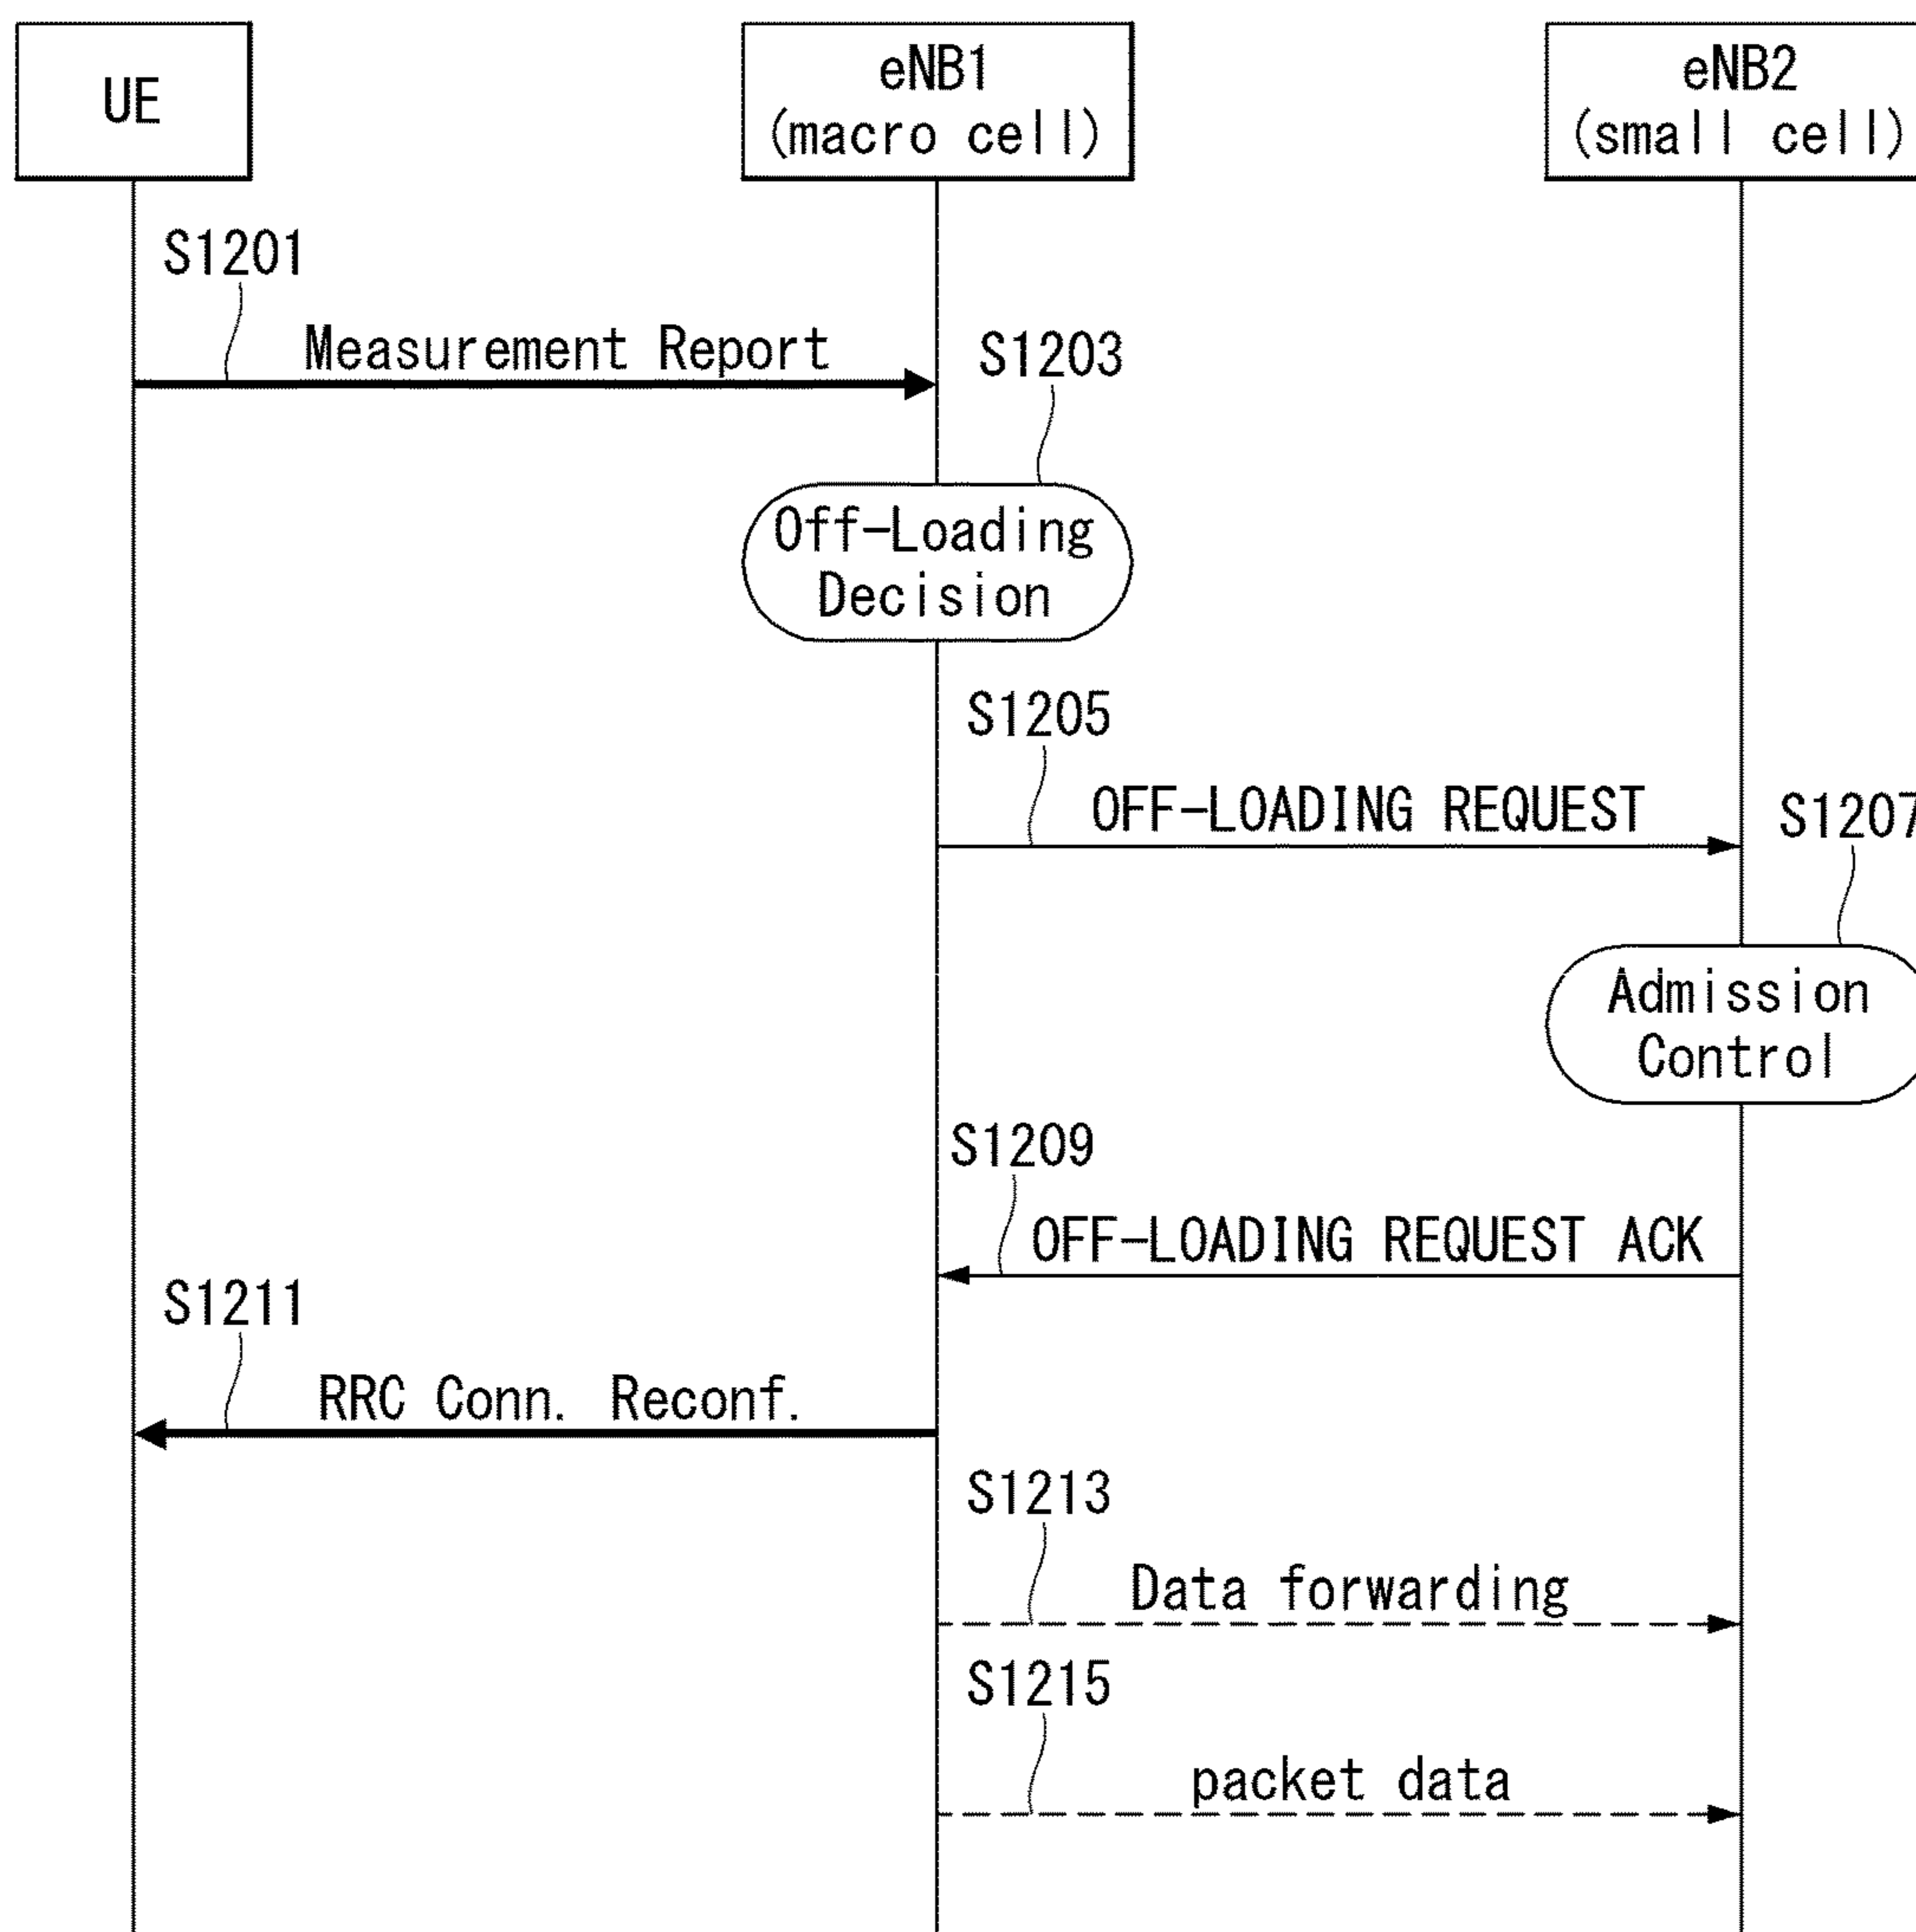 UE
eNB1
(macro cell)
eNB2
(small cell)
S1201
Measurement Report
S1203
Off-Loading
Decision
S1205
OFF-LOADING REQUEST
S1207
Admission
Control
S1209
OFF-LOADING REQUEST ACK
S1211
RRC Conn. Reconf.
S1213
Data forwarding
S1215
packet data